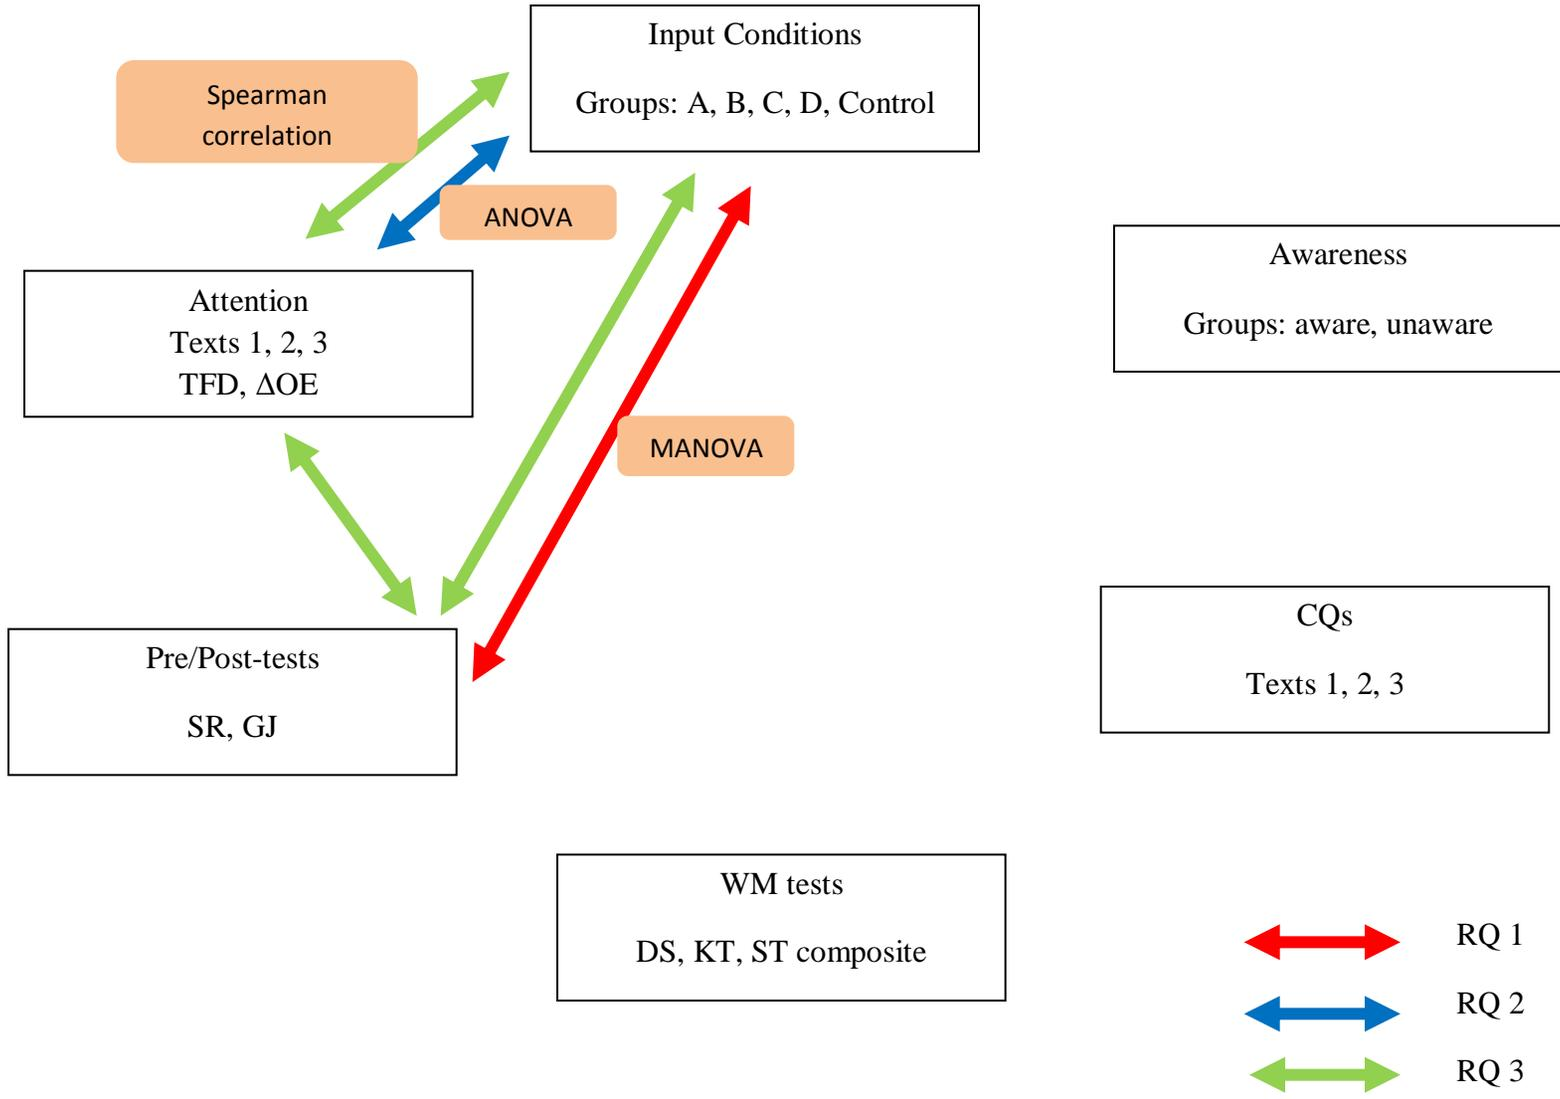 Input Conditions
Groups: A, B, C, D, Control
Spearman
correlation
ANOVA
Attention
Texts 1, 2, 3
TFD, ΔOE
Awareness
Groups: aware, unaware
MANOVA
Pre/Post-tests
SR, GJ
CQs
Texts 1, 2, 3
WM tests
DS, KT, ST composite
RQ 1
RQ 2
RQ 3